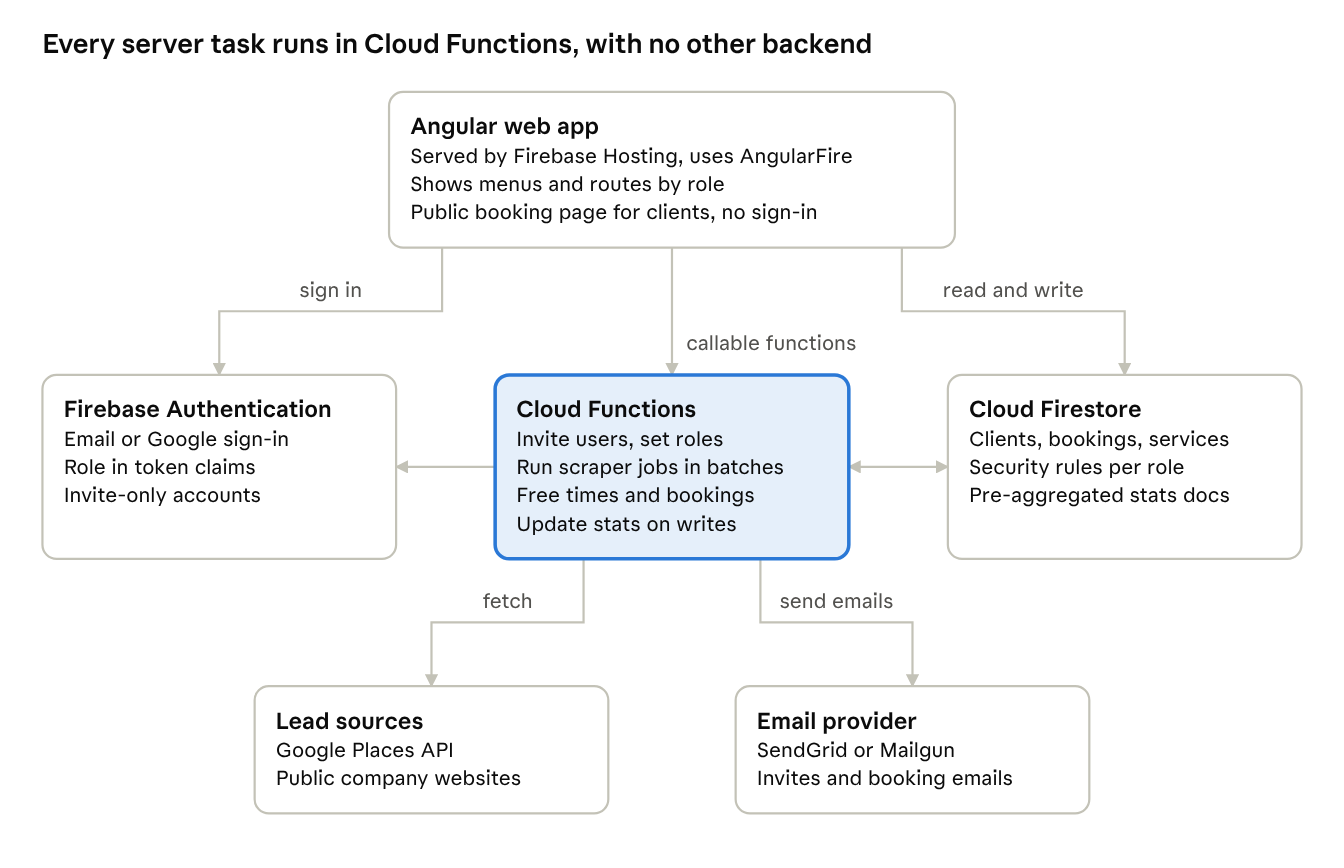 Every server task runs in Cloud Functions, with no other backend
Angular web app
Served by Firebase Hosting, uses AngularFire
Shows menus and routes by role
Public booking page for clients, no sign-in
sign in
read and write
callable functions
Firebase Authentication
Email or Google sign-in
Role in token claims
Invite-only accounts
Cloud Functions
Invite users, set roles
Run scraper jobs in batches
Free times and bookings
Update stats on writes
Cloud Firestore
Clients, bookings, services
Security rules per role
Pre-aggregated stats docs
fetch
send emails
Lead sources
Google Places API
Public company websites
Email provider
SendGrid or Mailgun
Invites and booking emails